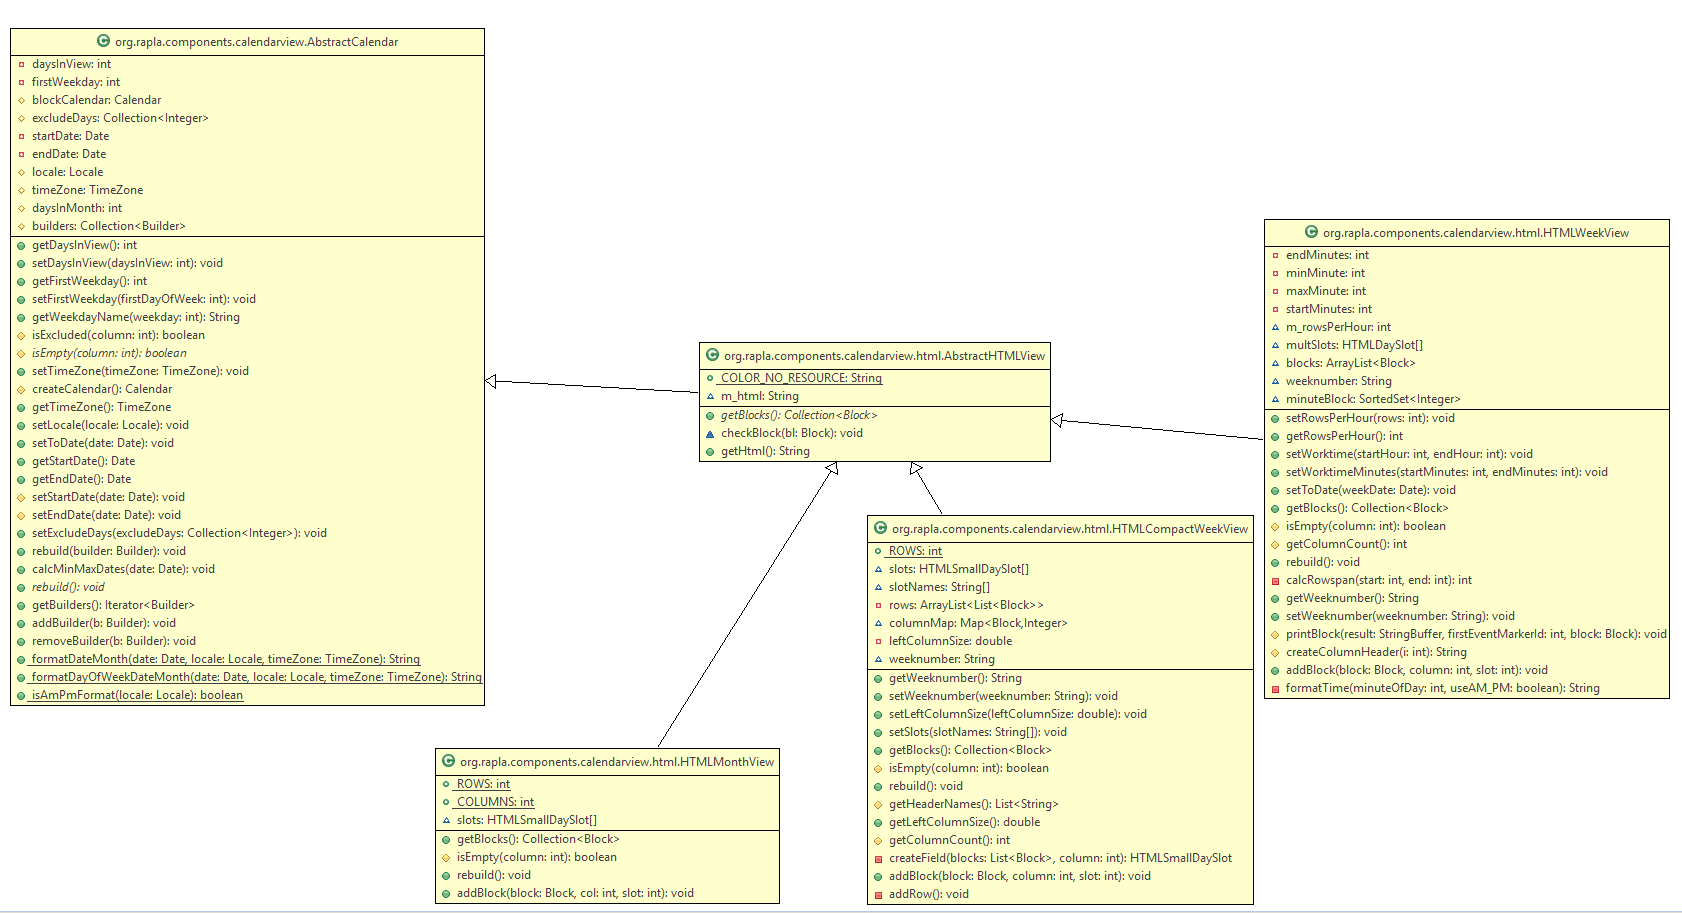 org.rapla.components.calendarview.AbstractCalendar
daysInView: int
firstWeekday: int
blockCalendar: Calendar
excludeDays: Collection<Integer>
startDate: Date
endDate: Date
locale: Locale
timeZone: TimeZone
daysInMonth: int
builders: Collection<Builder>
getDaysInView(): int
setDaysInView(daysInView: int): void
getFirstWeekday(): int
setFirstWeekday(firstDayOfWeek: int): void
getWeekdayName(weekday: int): String
isExcluded(column: int): boolean
isEmpty(column: int): boolean
setTimeZone(timeZone: TimeZone): void
createCalendar(): Calendar
getTimeZone(): TimeZone
setLocale(locale: Locale): void
setToDate(date: Date): void
getStartDate(): Date
getEndDate(): Date
setStartDate(date: Date): void
setEndDate(date: Date): void
setExcludeDays(excludeDays: Collection<Integer>): void
rebuild(builder: Builder): void
calcMinMaxDates(date: Date): void
rebuild(): void
getBuilders(): Iterator<Builder>
addBuilder(b: Builder): void
removeBuilder(b: Builder): void
formatDateMonth(date: Date, locale: Locale, timeZone: TimeZone): String
formatDayOfWeekDateMonth(date: Date, locale: Locale, timeZone: TimeZone): String
isAmPmFormat(locale: Locale): boolean
org.rapla.components.calendarview.html.AbstractHTMLView
COLOR_NO_RESOURCE: String
m_html: String
getBlocks(): Collection<Block>
checkBlock(bl: Block): void
getHtml(): String
org.rapla.components.calendarview.html.HTMLWeekView
endMinutes: int
minMinute: int
maxMinute: int
startMinutes: int
m_rowsPerHour: int
multSlots: HTMLDaySlot[]
blocks: ArrayList<Block>
weeknumber: String
minuteBlock: SortedSet<Integer>
setRowsPerHour(rows: int): void
getRowsPerHour(): int
setWorktime(startHour: int, endHour: int): void
setWorktimeMinutes(startMinutes: int, endMinutes: int): void
setToDate(weekDate: Date): void
getBlocks(): Collection<Block>
isEmpty(column: int): boolean
getColumnCount(): int
rebuild(): void
calcRowspan(start: int, end: int): int
getWeeknumber(): String
setWeeknumber(weeknumber: String): void
printBlock(result: StringBuffer, firstEventMarkerId: int, block: Block): void
createColumnHeader(i: int): String
addBlock(block: Block, column: int, slot: int): void
formatTime(minuteOfDay: int, useAM_PM: boolean): String
org.rapla.components.calendarview.html.HTMLCompactWeekView
ROWS: int
slots: HTMLSmallDaySlot[]
slotNames: String[]
rows: ArrayList<List<Block>>
columnMap: Map<Block,Integer>
leftColumnSize: double
weeknumber: String
getWeeknumber(): String
setWeeknumber(weeknumber: String): void
setLeftColumnSize(leftColumnSize: double): void
setSlots(slotNames: String[]): void
getBlocks(): Collection<Block>
isEmpty(column: int): boolean
rebuild(): void
getHeaderNames(): List<String>
getLeftColumnSize(): double
getColumnCount(): int
createField(blocks: List<Block>, column: int): HTMLSmallDaySlot
addBlock(block: Block, column: int, slot: int): void
addRow(): void
org.rapla.components.calendarview.html.HTMLMonthView
ROWS: int
COLUMNS: int
slots: HTMLSmallDaySlot[]
getBlocks(): Collection<Block>
isEmpty(column: int): boolean
rebuild(): void
addBlock(block: Block, col: int, slot: int): void